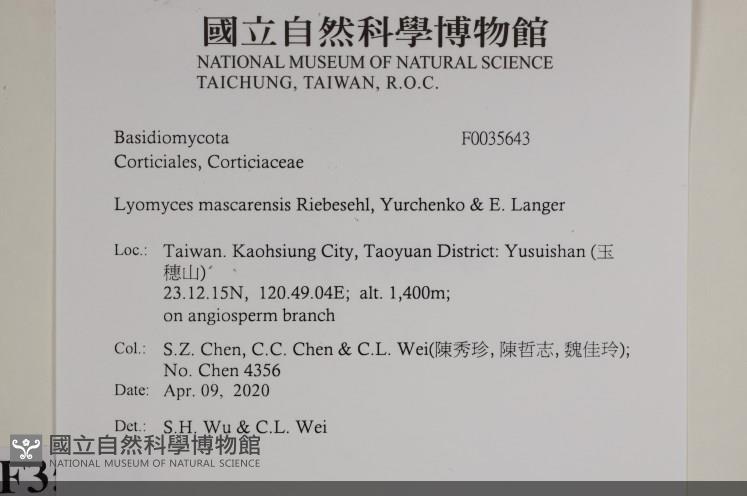 國立自然科學博物館
NATIONAL MUSEUM OF NATURAL SCIENCE
TAICHUNG, TAIWAN, R.O.C.
Basidiomycota F0035643
Corticiales, Corticiaceae
Lyomyces mascarensis Riebesehl, Yurchenko & E. Langer
Loc.: Taiwan. Kaohsiung City, Taoyuan District: Yusuishan (玉
穗山)
23.12.15N, 120.49.04E; alt. 1,400m;
on angiosperm branch
Col.: S.Z. Chen, C.C. Chen & C.L. Wei(陳秀珍, 陳哲志, 魏佳玲);
No. Chen 4356
Date: Apr. 09, 2020
Det.: S.H. Wu & C.L. Wei
國立自然科學博物館
NATIONAL MUSEUM OF NATURAL SCIENCE